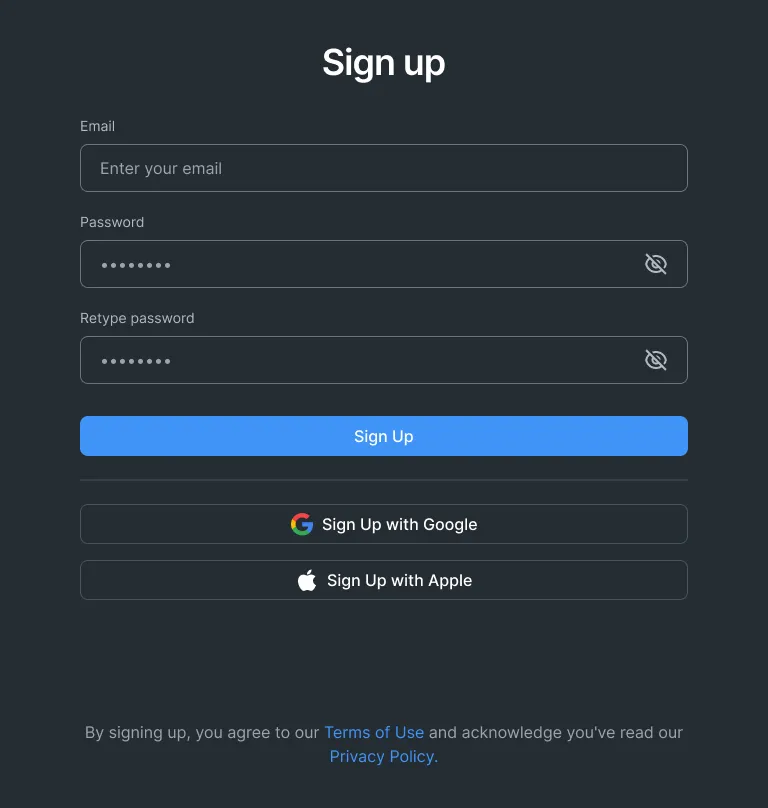 Sign up
Email
Enter your email
Password
••••••••
Retype password
••••••••
Sign Up
Sign Up with Google
Sign Up with Apple
By signing up, you agree to our Terms of Use and acknowledge you've read our
Privacy Policy.